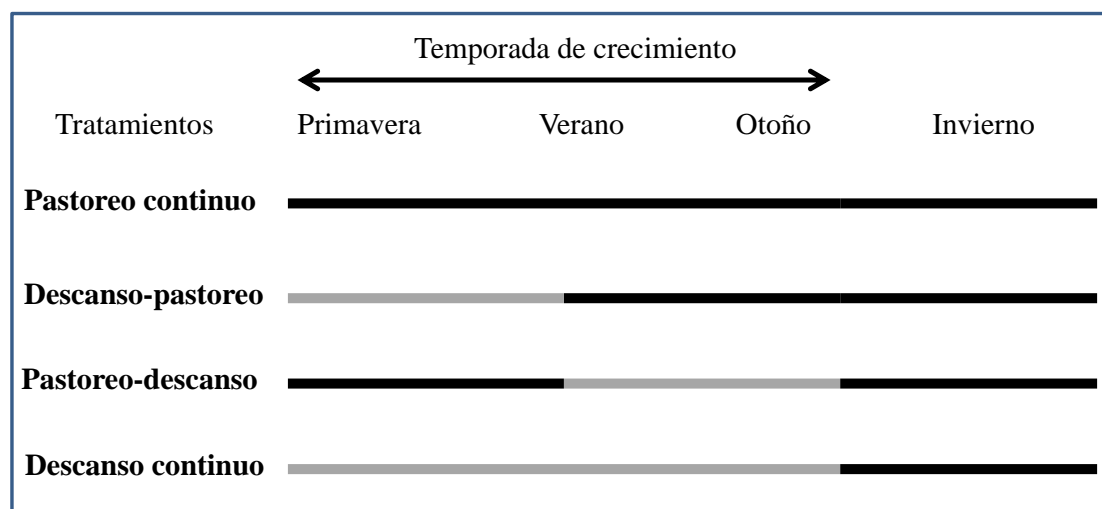 Temporada de crecimiento
Tratamientos Primavera Verano Otoño Invierno
Pastoreo continuo
Descanso-pastoreo
Pastoreo-descanso
Descanso continuo